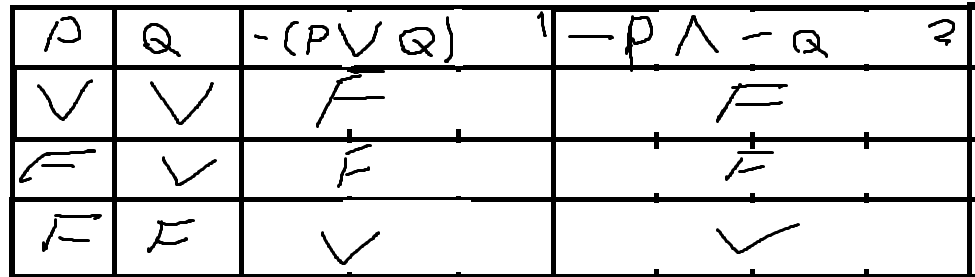 P Q -(P∨Q) 1 -P ∧ -Q 2
V V F F
F V F F
F F V V